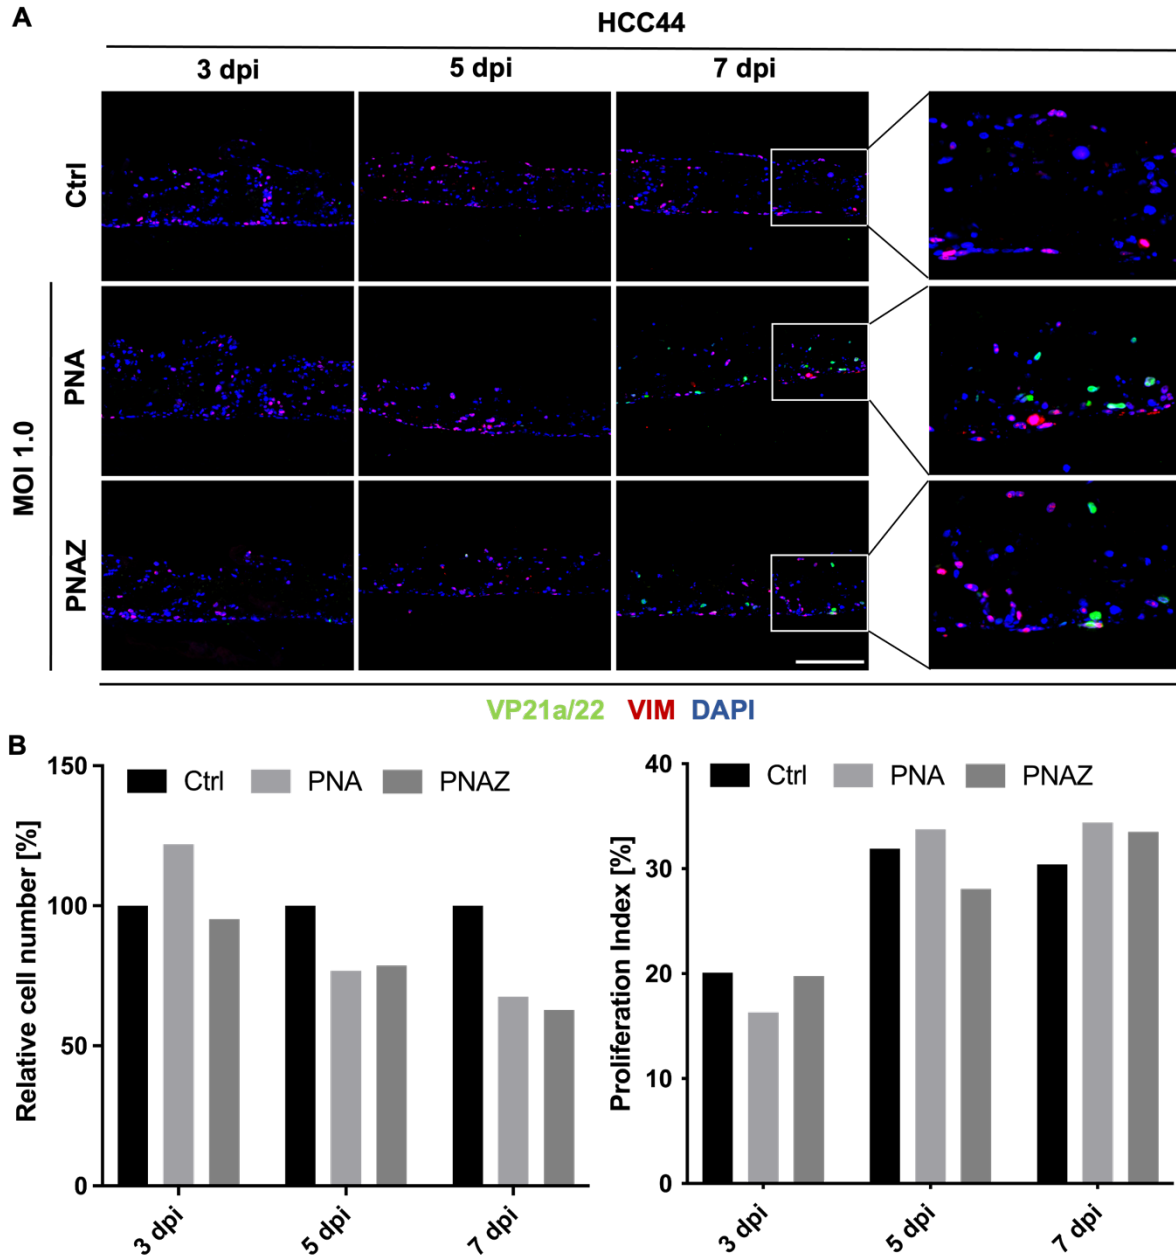 A
HCC44
3 dpi 5 dpi 7 dpi
Ctrl
MOI 1.0
PNA
PNAZ
VP21a/22 VIM DAPI
B
Relative cell number [%]
150
100
50
0
Ctrl PNA PNAZ
3 dpi 5 dpi 7 dpi
Proliferation Index [%]
40
30
20
10
0
Ctrl PNA PNAZ
3 dpi 5 dpi 7 dpi